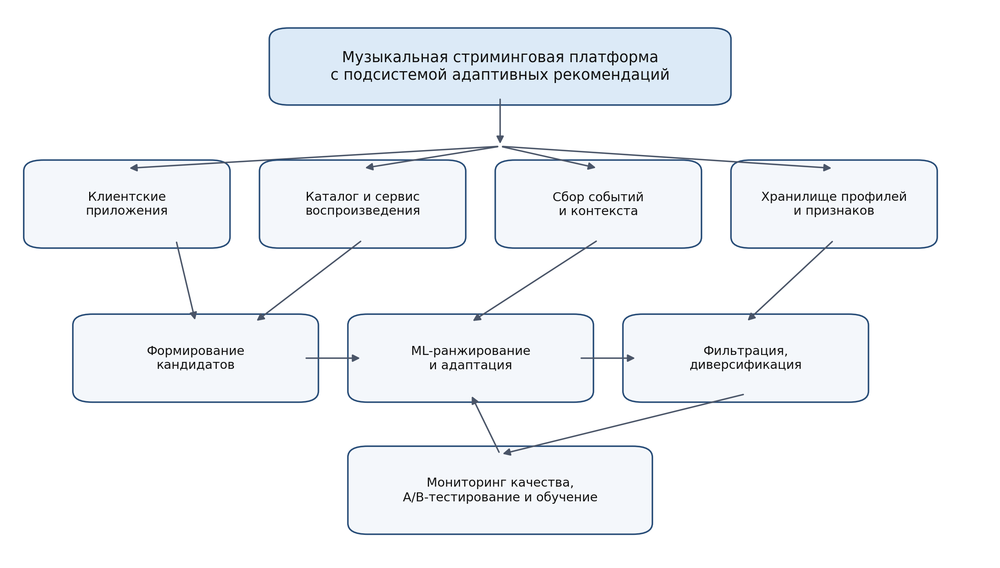 Музыкальная стриминговая платформа
с подсистемой адаптивных рекомендаций
Клиентские
приложения
Каталог и сервис
воспроизведения
Сбор событий
и контекста
Хранилище профилей
и признаков
Формирование
кандидатов
ML-ранжирование
и адаптация
Фильтрация,
диверсификация
Мониторинг качества,
A/B-тестирование и обучение